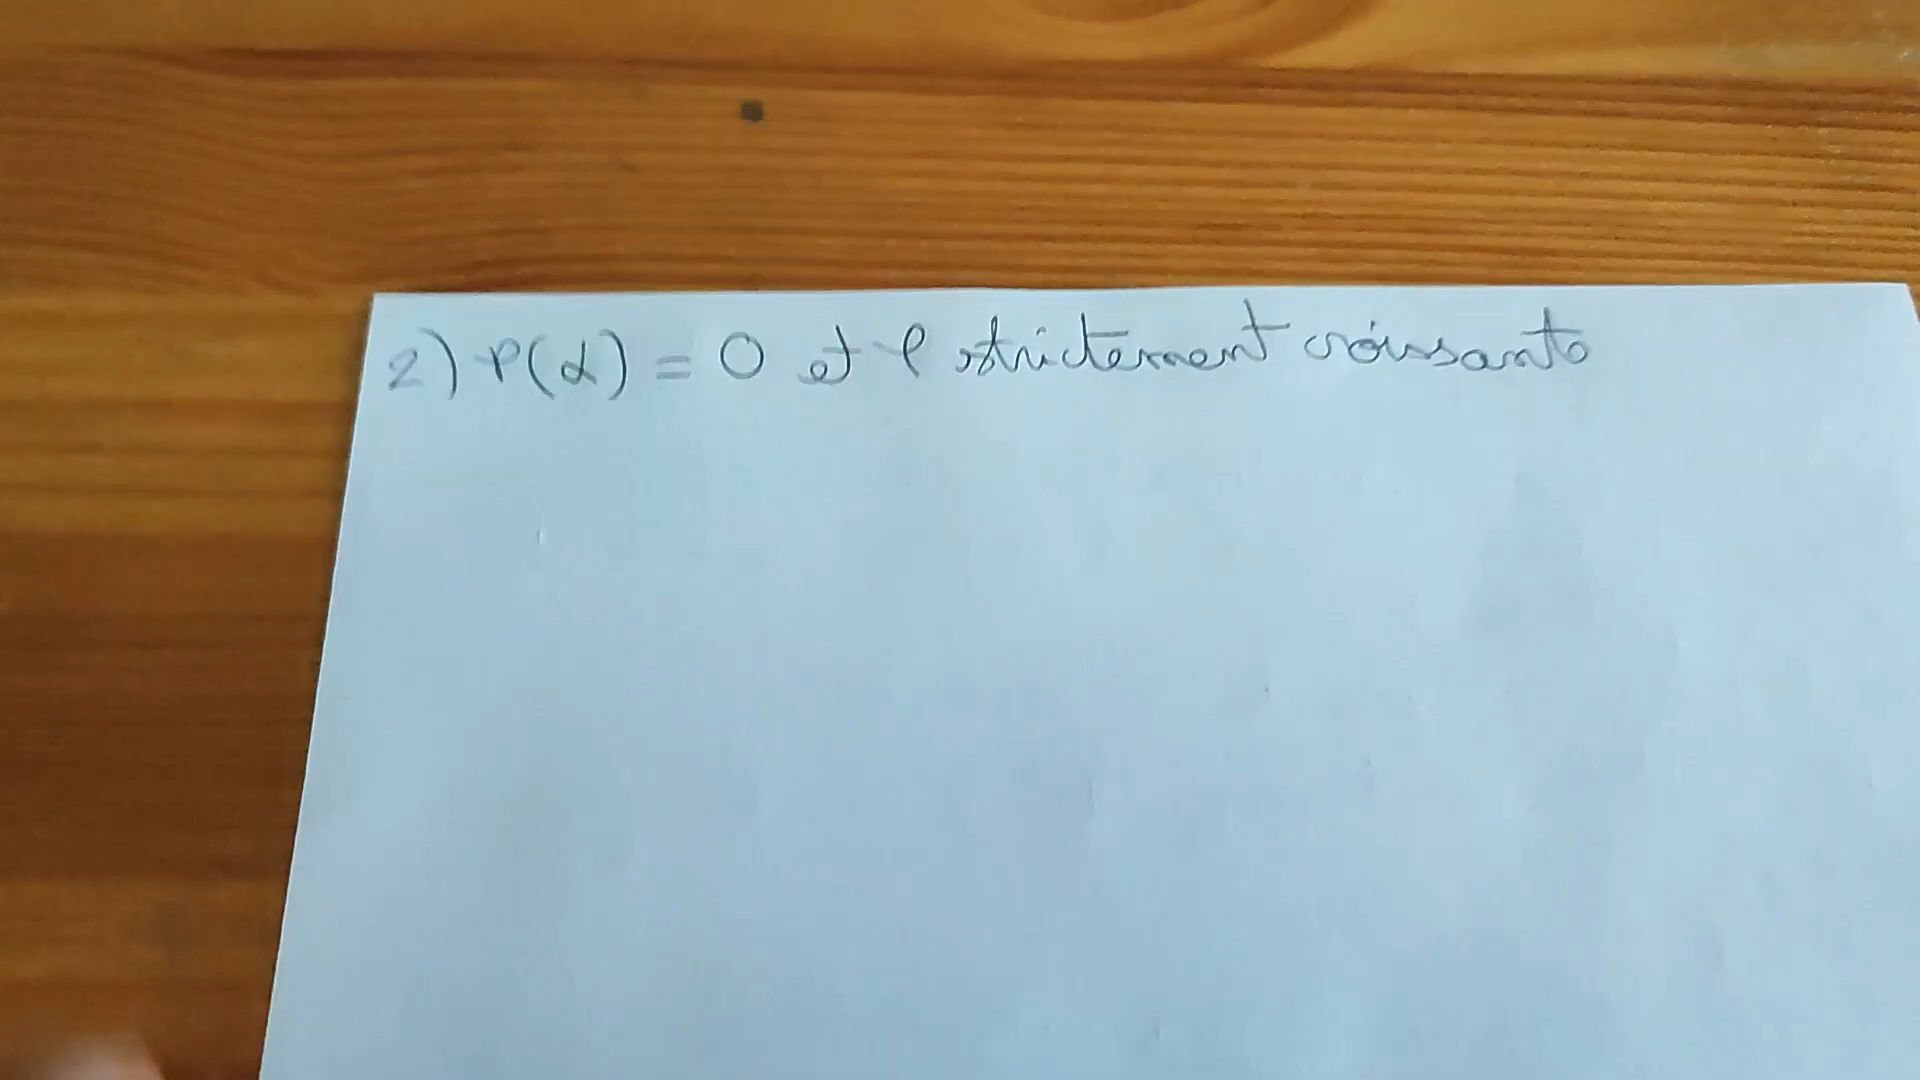 2) P(α) = 0 et P strictement croissante